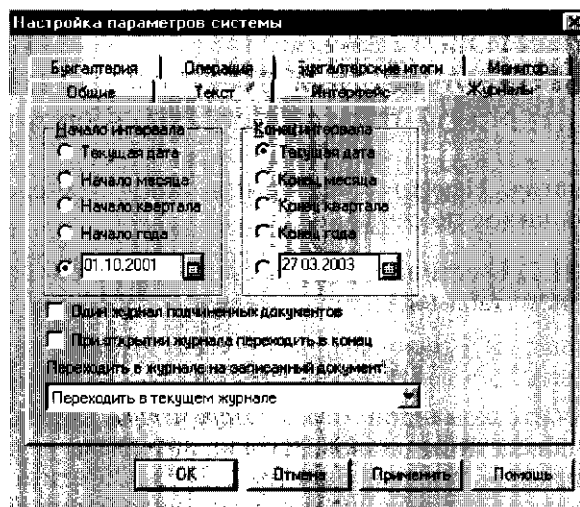 Настройка параметров системы
Бухгалтерия Операция Бухгалтерские итоги Монитор
Общие Текст Интерфейс Журналы
Начало интервала Конец интервала
Текущая дата Текущая дата
Начало месяца Конец месяца
Начало квартала Конец квартала
Начало года Конец года
01.10.2001 27.03.2003
Один журнал подчиненных документов
При открытии журнала переходить в конец
Переходить в журнале на записанный документ:
Переходить в текущем журнале
OK Отмена Применить Помощь